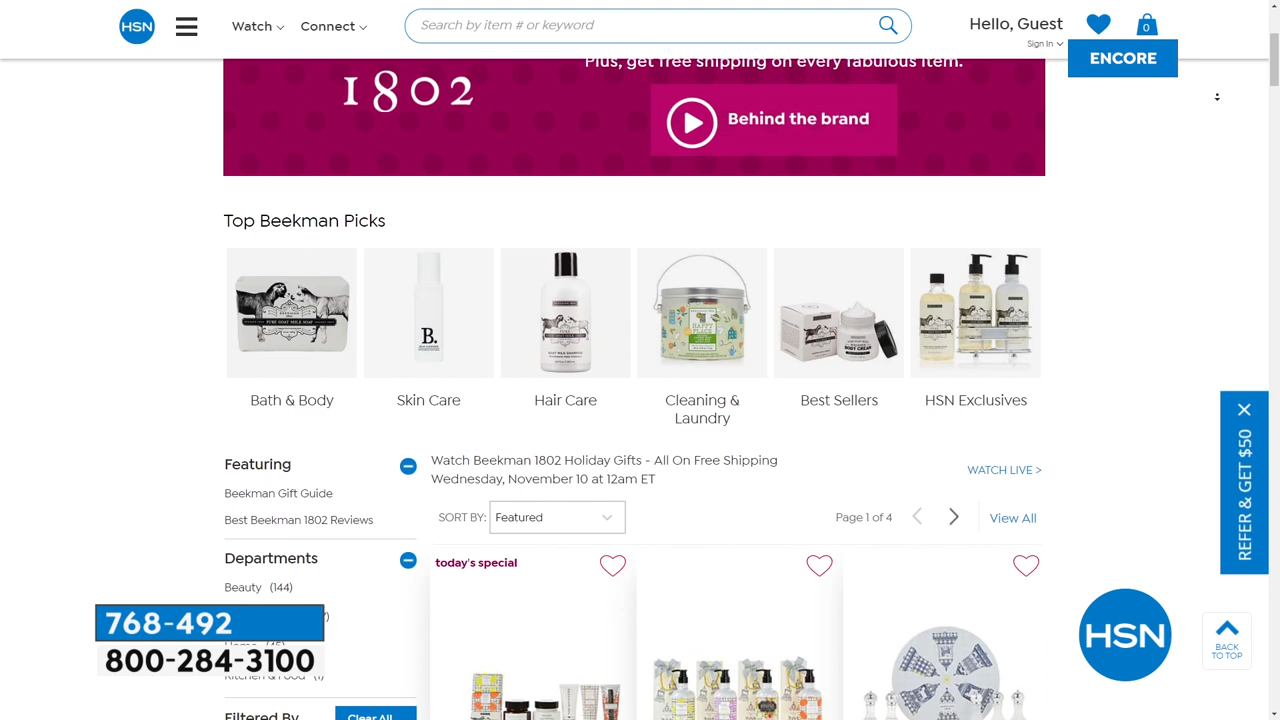 HSN
Watch
Connect
Search by item # or keyword
Hello, Guest
Sign In
0
ENCORE
Plus, get free shipping on every fabulous item.
1802
Behind the brand
Top Beekman Picks
B.
HAPPY
PLACE
Bath & Body
Skin Care
Hair Care
Cleaning &
Laundry
Best Sellers
HSN Exclusives
Featuring
Beekman Gift Guide
Best Beekman 1802 Reviews
Watch Beekman 1802 Holiday Gifts - All On Free Shipping
Wednesday, November 10 at 12am ET
WATCH LIVE >
SORT BY:
Featured
Page 1 of 4
View All
REFER & GET $50
Departments
Beauty (144)
today's special
768-492
800-284-3100
Kitchen & Food (1)
Filtered By
Clear All
HSN
BACK
TO TOP